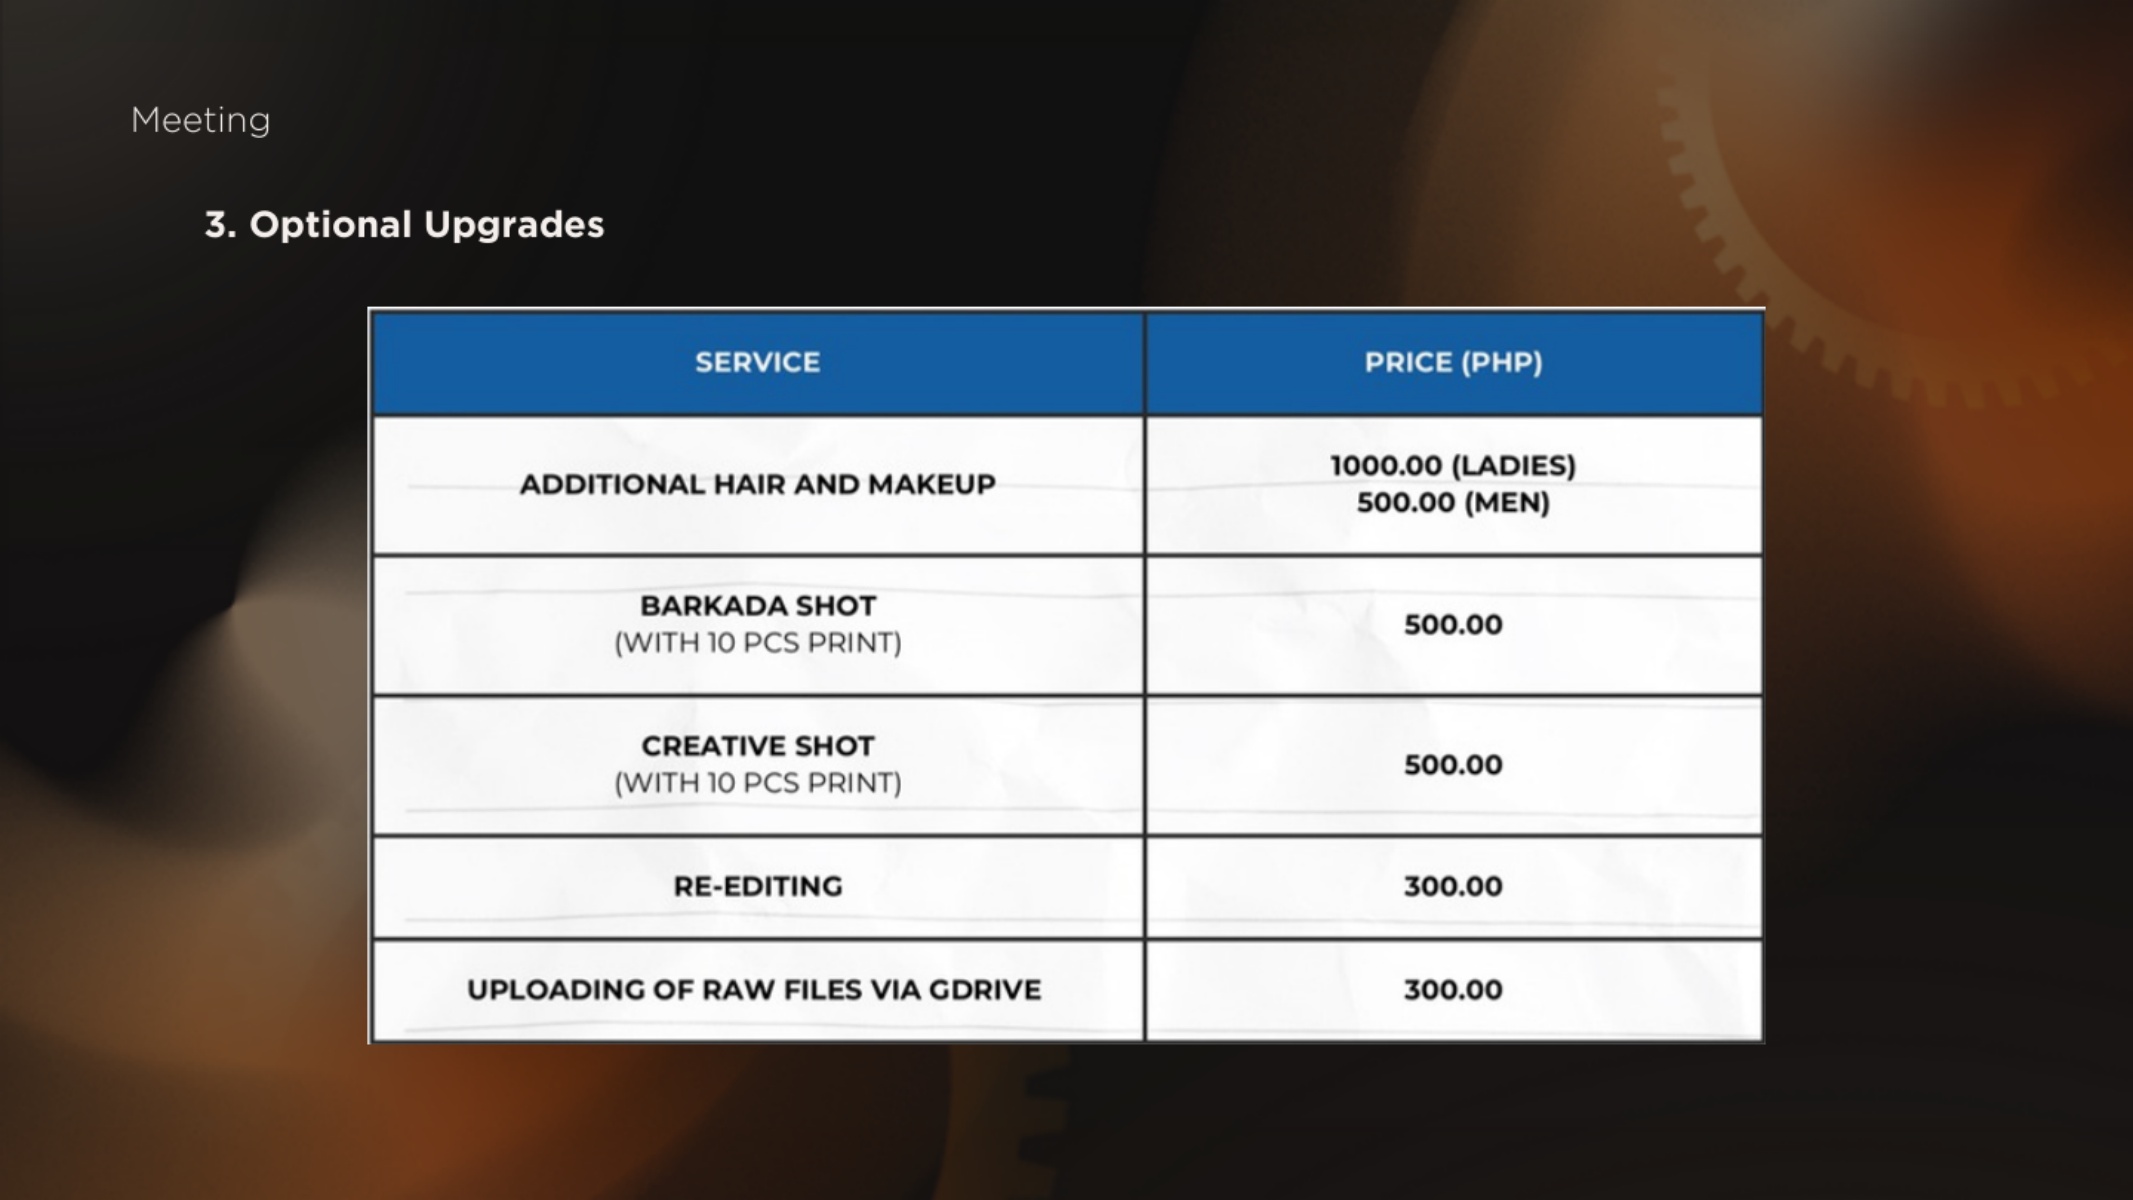 Meeting
3. Optional Upgrades
SERVICE
PRICE (PHP)
ADDITIONAL HAIR AND MAKEUP
1000.00 (LADIES)
500.00 (MEN)
BARKADA SHOT
(WITH 10 PCS PRINT)
500.00
CREATIVE SHOT
(WITH 10 PCS PRINT)
500.00
RE-EDITING
300.00
UPLOADING OF RAW FILES VIA GDRIVE
300.00